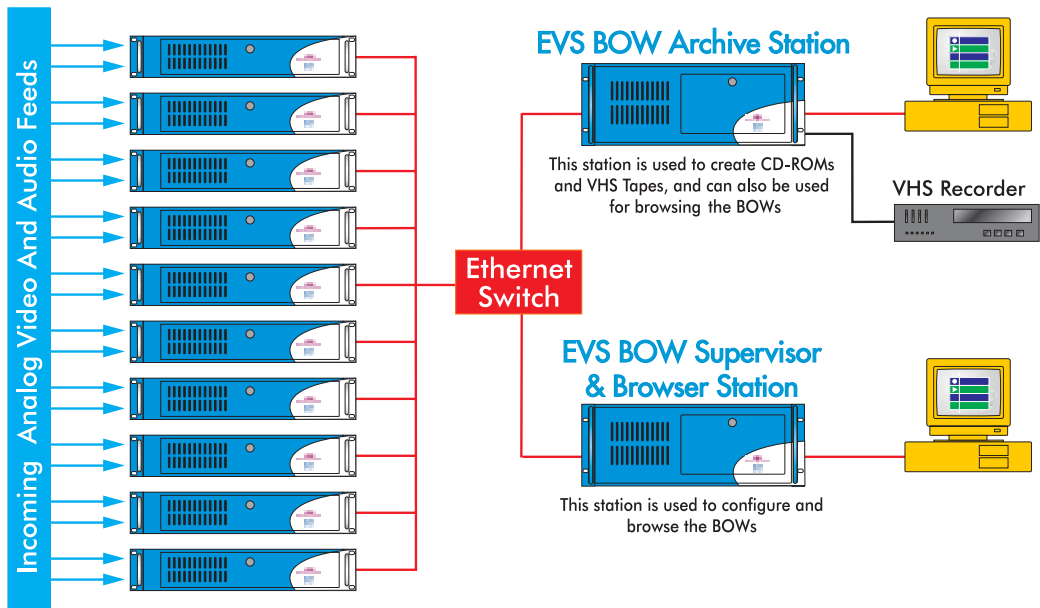 Incoming Analog Video And Audio Feeds
EVS BOW Archive Station
This station is used to create CD-ROMs
and VHS Tapes, and can also be used
for browsing the BOWs
VHS Recorder
Ethernet
Switch
EVS BOW Supervisor
& Browser Station
This station is used to configure and
browse the BOWs